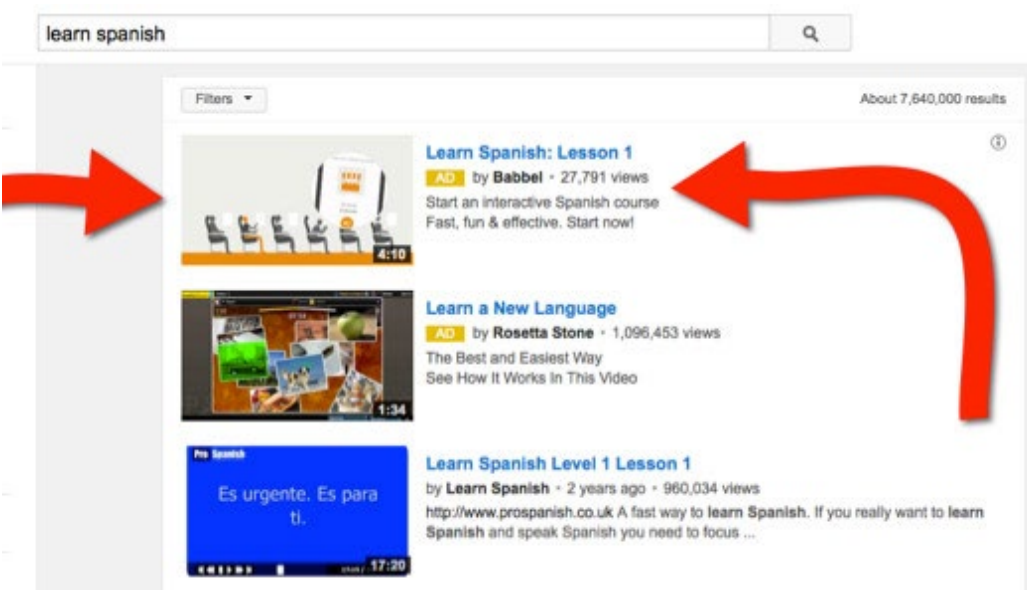 learn spanish
Filters
About 7,640,000 results
Learn Spanish: Lesson 1
AD by Babbel · 27,791 views
Start an interactive Spanish course
Fast, fun & effective. Start now!
4:10
Learn a New Language
AD by Rosetta Stone · 1,096,453 views
The Best and Easiest Way
See How It Works In This Video
1:34
Pro Spanish
Es urgente. Es para
ti.
17:20
Learn Spanish Level 1 Lesson 1
by Learn Spanish · 2 years ago · 960,034 views
http://www.prospanish.co.uk A fast way to learn Spanish. If you really want to learn
Spanish and speak Spanish you need to focus ...